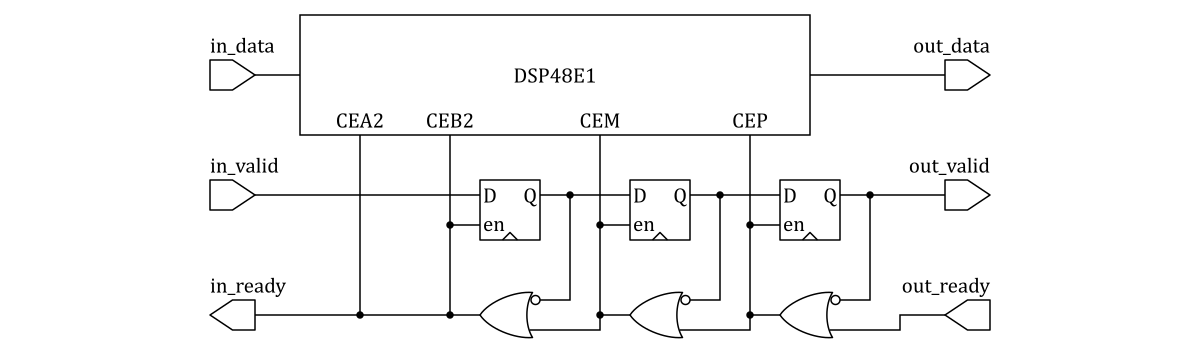 in_data
out_data
DSP48E1
CEA2 CEB2 CEM CEP
in_valid
out_valid
D Q D Q D Q
en en en
in_ready
out_ready